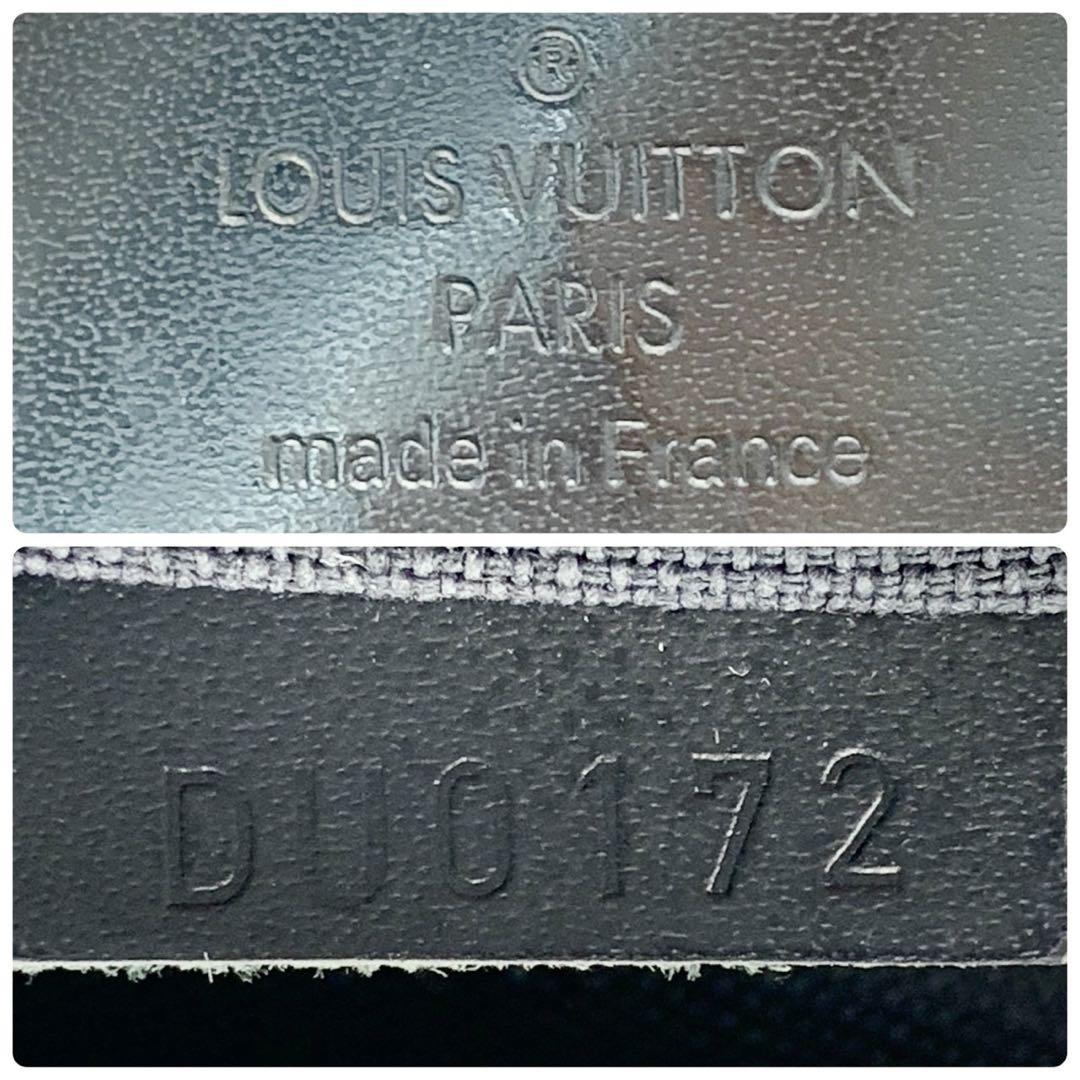 ®
LOUIS VUITTON
PARIS
made in France
DU0172